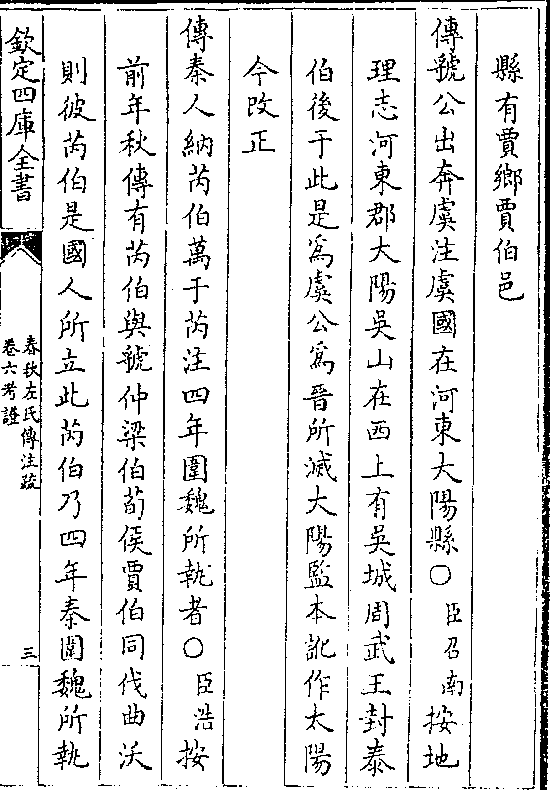 縣有賈鄉賈伯邑
傳虢公出奔虞注虞國在河東大陽縣○臣召南按地
理志河東郡大陽吳山在西上有吳城周武王封泰
伯後于此是爲虞公爲晉所滅大陽監本訛作太陽
今改正
傳秦人納芮伯萬于芮注四年圍魏所執者○臣浩按
前年秋傳有芮伯與虢仲梁伯荀侯賈伯同伐曲沃
則彼芮伯是國人所立此芮伯乃四年秦圍魏所執
欽定四庫全書
春秋左氏傳注疏
卷六考證
三